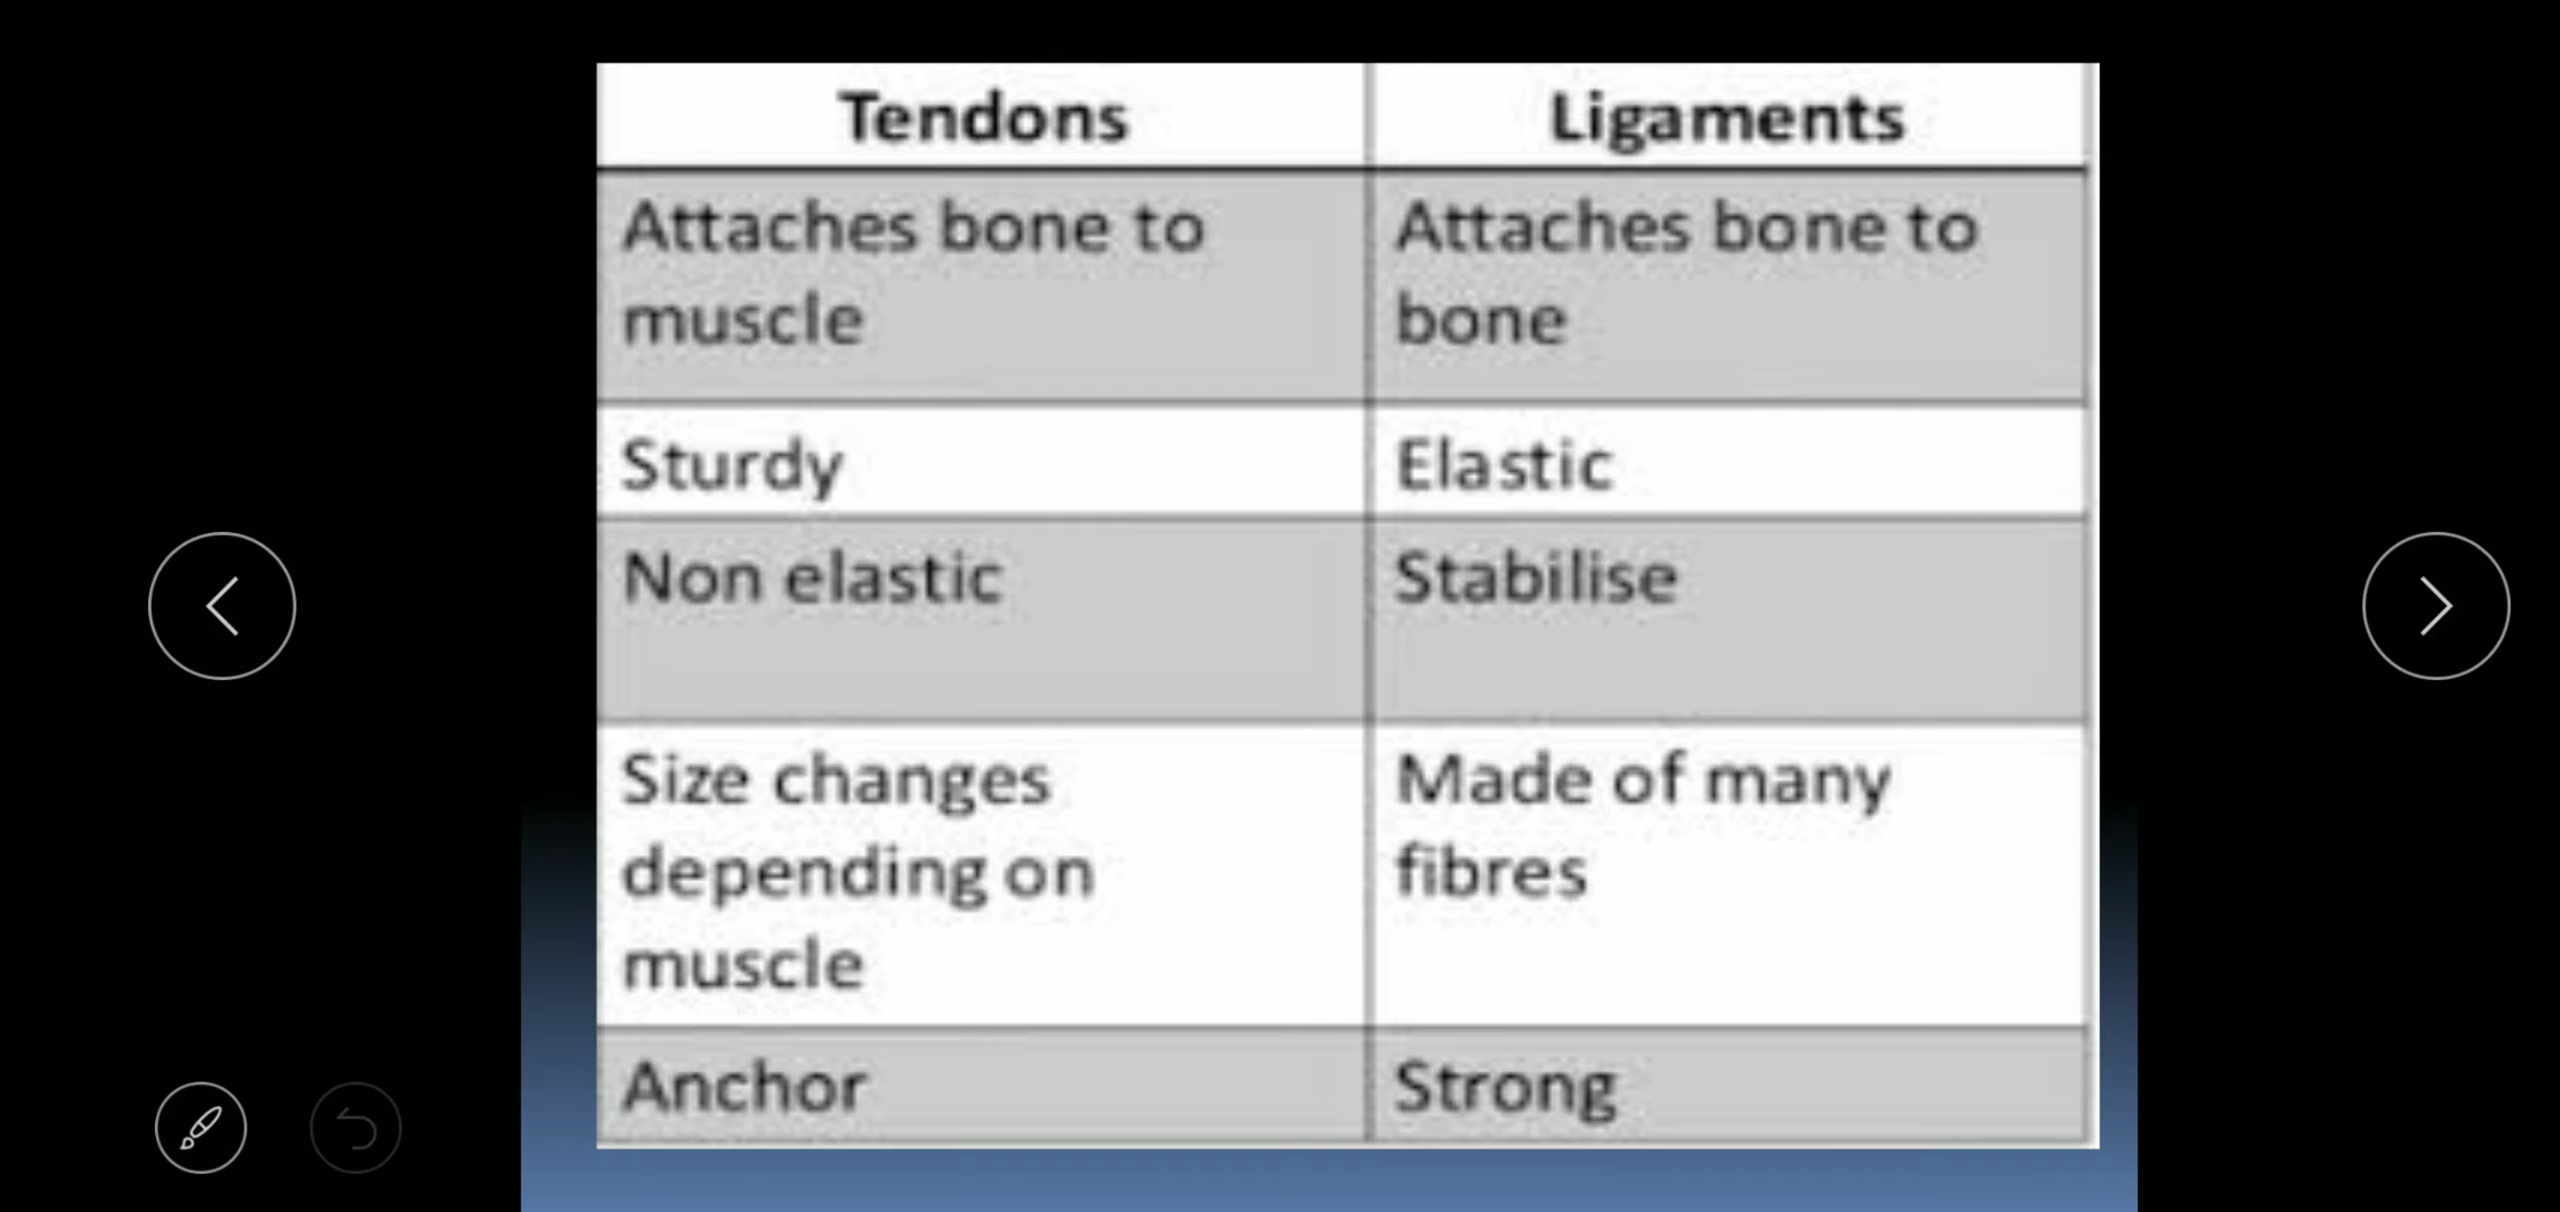 Tendons
Ligaments
Attaches bone to
muscle
Attaches bone to
bone
Sturdy
Elastic
Non elastic
Stabilise
Size changes
depending on
muscle
Made of many
fibres
Anchor
Strong